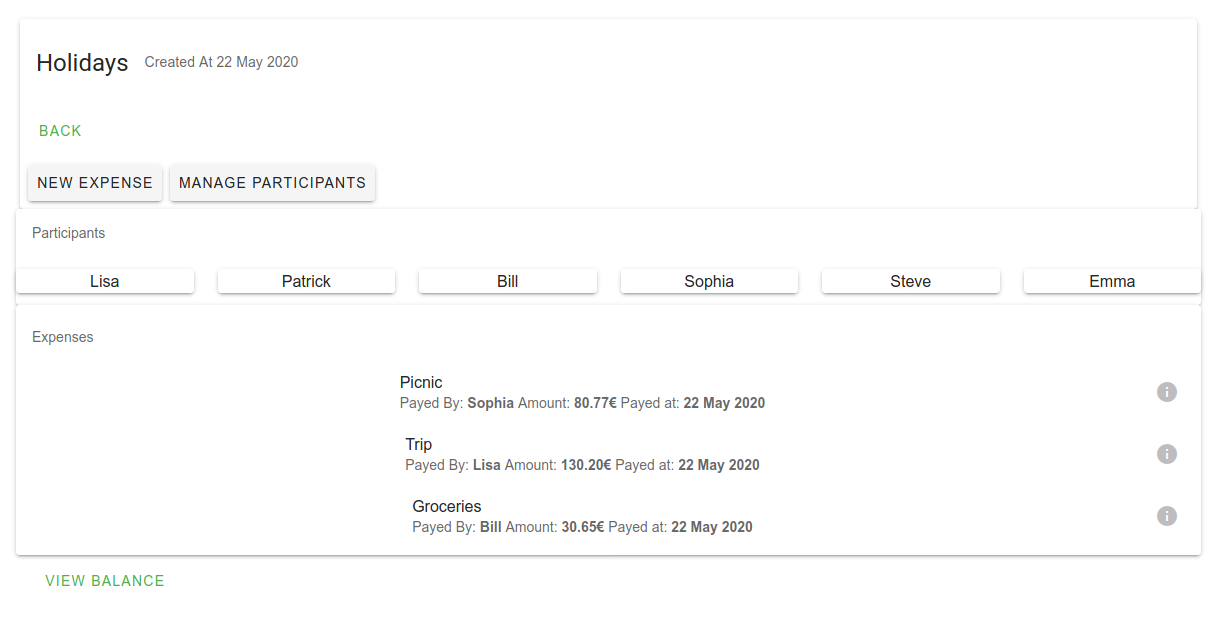 Holidays Created At 22 May 2020
BACK
NEW EXPENSE MANAGE PARTICIPANTS
Participants
Lisa Patrick Bill Sophia Steve Emma
Expenses
Picnic
Payed By: Sophia Amount: 80.77€ Payed at: 22 May 2020
Trip
Payed By: Lisa Amount: 130.20€ Payed at: 22 May 2020
Groceries
Payed By: Bill Amount: 30.65€ Payed at: 22 May 2020
VIEW BALANCE